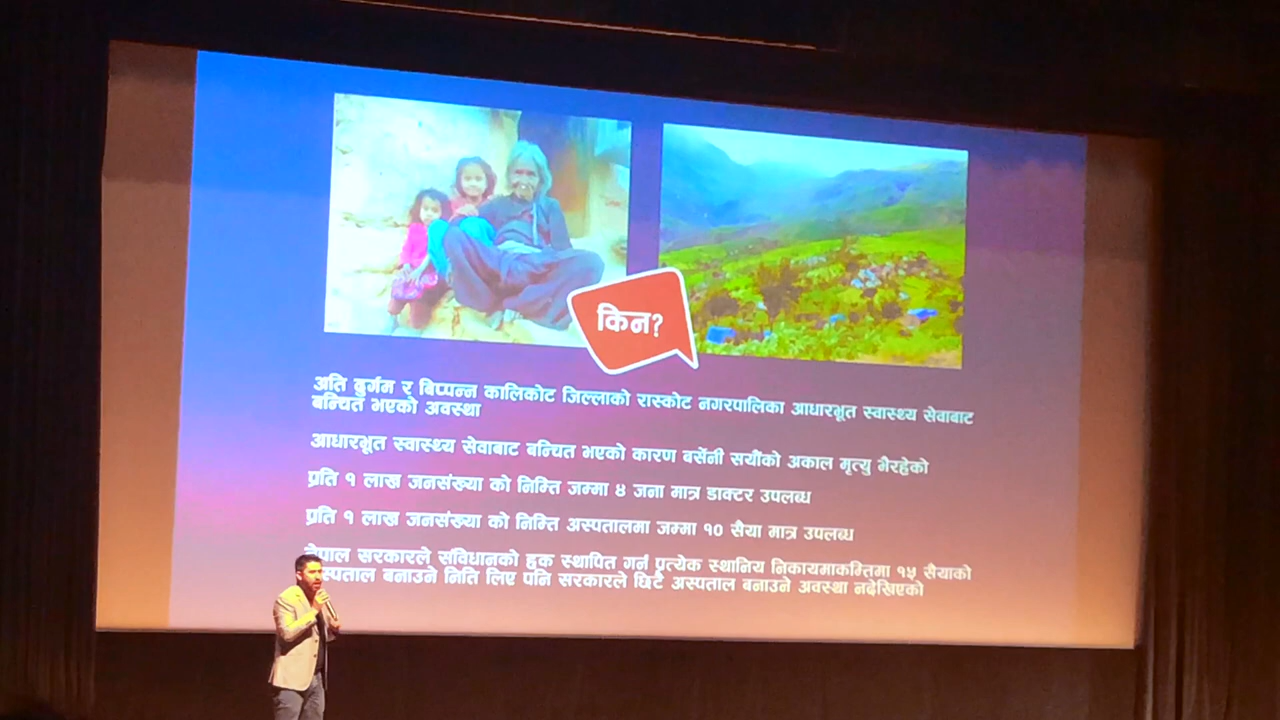 किन?
अति दुर्गम र बिप्पन्न कालिकोट जिल्लाको रास्कोट नगरपालिका आधारभूत स्वास्थ्य सेवाबाट
बन्चित भएको अवस्था
आधारभूत स्वास्थ्य सेवाबाट बन्चित भएको कारण बर्सेनी सयौंको अकाल मृत्यु भैरहेको
प्रति १ लाख जनसंख्या को निम्ति जम्मा ४ जना मात्र डाक्टर उपलब्ध
प्रति १ लाख जनसंख्या को निम्ति अस्पतालमा जम्मा १० सैया मात्र उपलब्ध
नेपाल सरकारले संविधानको हक स्थापित गर्न प्रत्येक स्थानिय निकायमाकम्तिमा १५ सैयाको
अस्पताल बनाउने निति लिए पनि सरकारले छिटै अस्पताल बनाउने अवस्था नदेखिएको